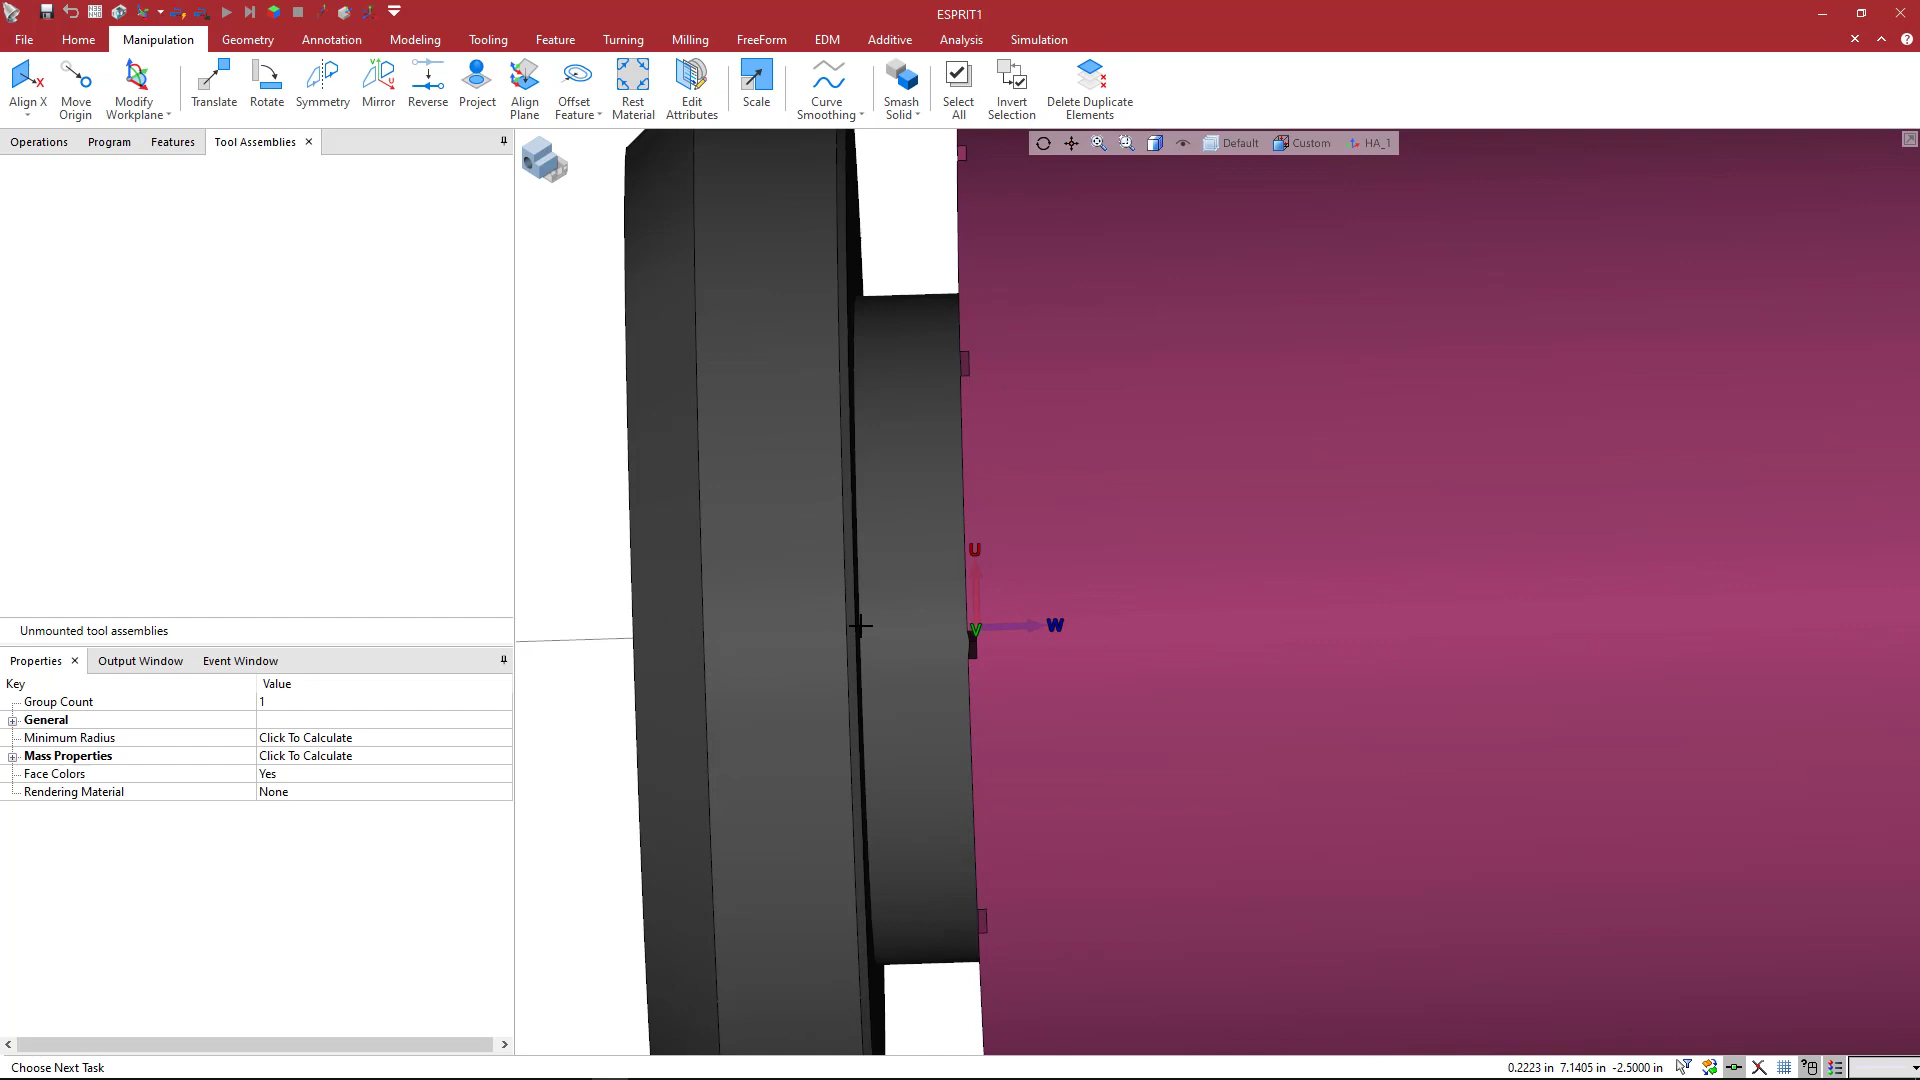 ESPRIT1
File Home Manipulation Geometry Annotation Modeling Tooling Feature Turning Milling FreeForm EDM Additive Analysis Simulation
Align X
Move Origin
Modify Workplane
Translate
Rotate
Symmetry
Mirror
Reverse
Project
Align Plane
Offset Feature
Rest Material
Edit Attributes
Scale
Curve Smoothing
Smash Solid
Select All
Invert Selection
Delete Duplicate Elements
Operations Program Features Tool Assemblies
Default Custom HA_1
U
V W
Unmounted tool assemblies
Properties Output Window Event Window
Key Value
Group Count 1
General
Minimum Radius Click To Calculate
Mass Properties Click To Calculate
Face Colors Yes
Rendering Material None
Choose Next Task 0.2223 in 7.1405 in -2.5000 in